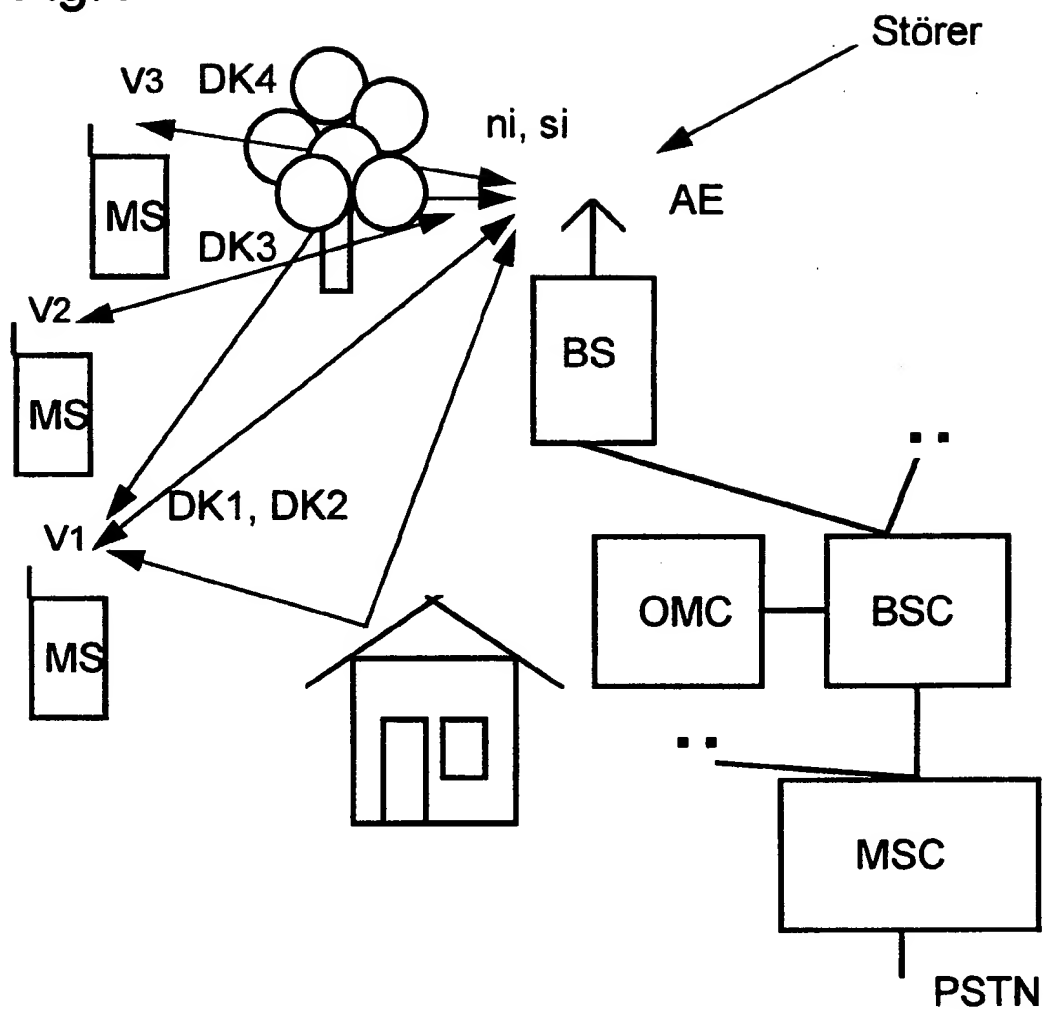 Störer
V3 DK4
ni, si
MS
AE
DK3
V2
BS
MS
DK1, DK2
V1
OMC
BSC
MS
MSC
PSTN